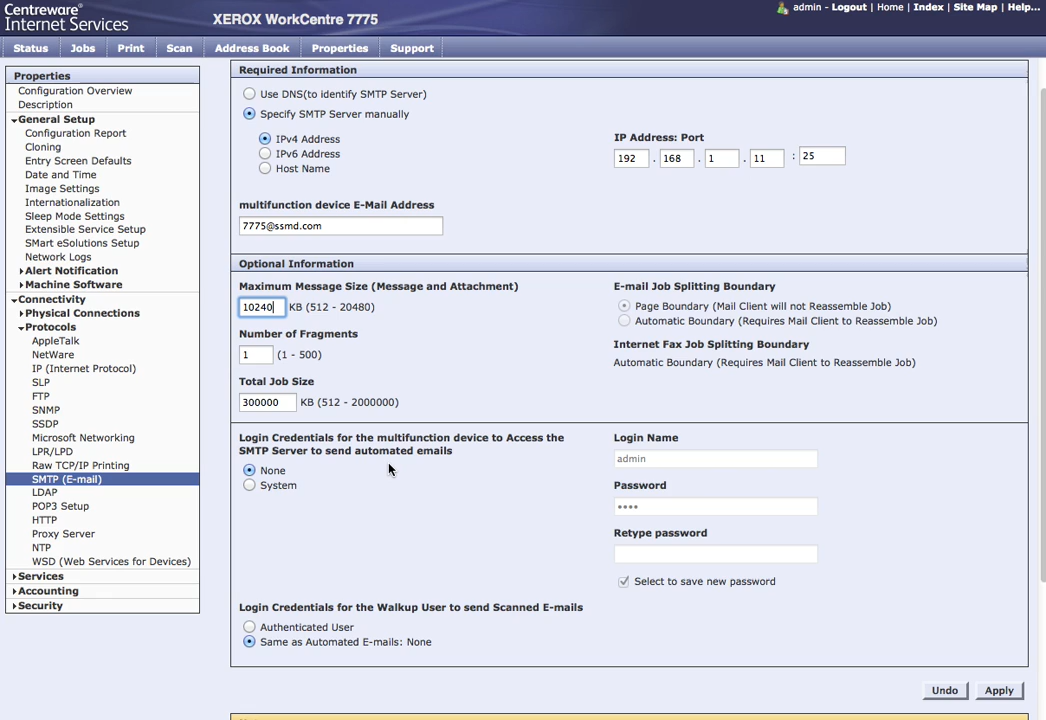 Centreware®
Internet Services
XEROX WorkCentre 7775
admin - Logout | Home | Index | Site Map | Help...
Status
Jobs
Print
Scan
Address Book
Properties
Support
Properties
Configuration Overview
Description
General Setup
Configuration Report
Cloning
Entry Screen Defaults
Date and Time
Image Settings
Internationalization
Sleep Mode Settings
Extensible Service Setup
SMart eSolutions Setup
Network Logs
Alert Notification
Machine Software
Connectivity
Physical Connections
Protocols
AppleTalk
NetWare
IP (Internet Protocol)
SLP
FTP
SNMP
SSDP
Microsoft Networking
LPR/LPD
Raw TCP/IP Printing
SMTP (E-mail)
LDAP
POP3 Setup
HTTP
Proxy Server
NTP
WSD (Web Services for Devices)
Services
Accounting
Security
Required Information
Use DNS(to identify SMTP Server)
Specify SMTP Server manually
IPv4 Address
IPv6 Address
Host Name
IP Address: Port
192 . 168 . 1 . 11 : 25
multifunction device E-Mail Address
7775@ssmd.com
Optional Information
Maximum Message Size (Message and Attachment)
10240 KB (512 - 20480)
Number of Fragments
1 (1 - 500)
Total Job Size
300000 KB (512 - 2000000)
E-mail Job Splitting Boundary
Page Boundary (Mail Client will not Reassemble Job)
Automatic Boundary (Requires Mail Client to Reassemble Job)
Internet Fax Job Splitting Boundary
Automatic Boundary (Requires Mail Client to Reassemble Job)
Login Credentials for the multifunction device to Access the
SMTP Server to send automated emails
None
System
Login Name
admin
Password
••••
Retype password
Select to save new password
Login Credentials for the Walkup User to send Scanned E-mails
Authenticated User
Same as Automated E-mails: None
Undo
Apply